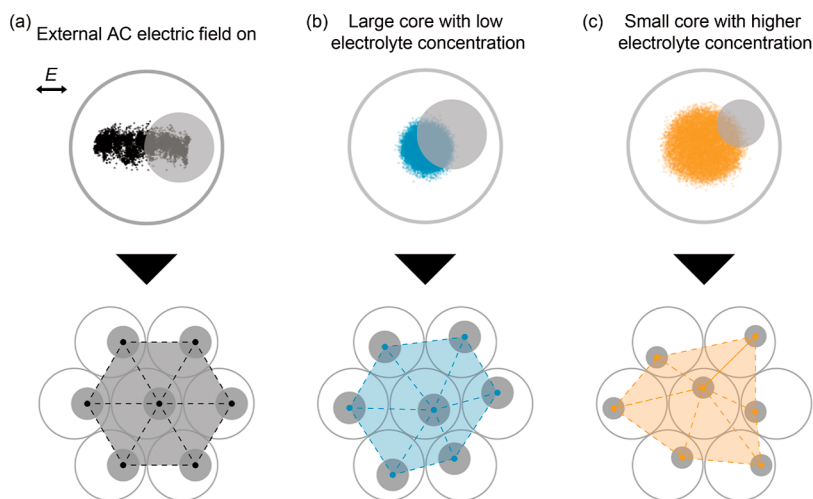 (a) External AC electric field on
E
(b) Large core with low
electrolyte concentration
(c) Small core with higher
electrolyte concentration